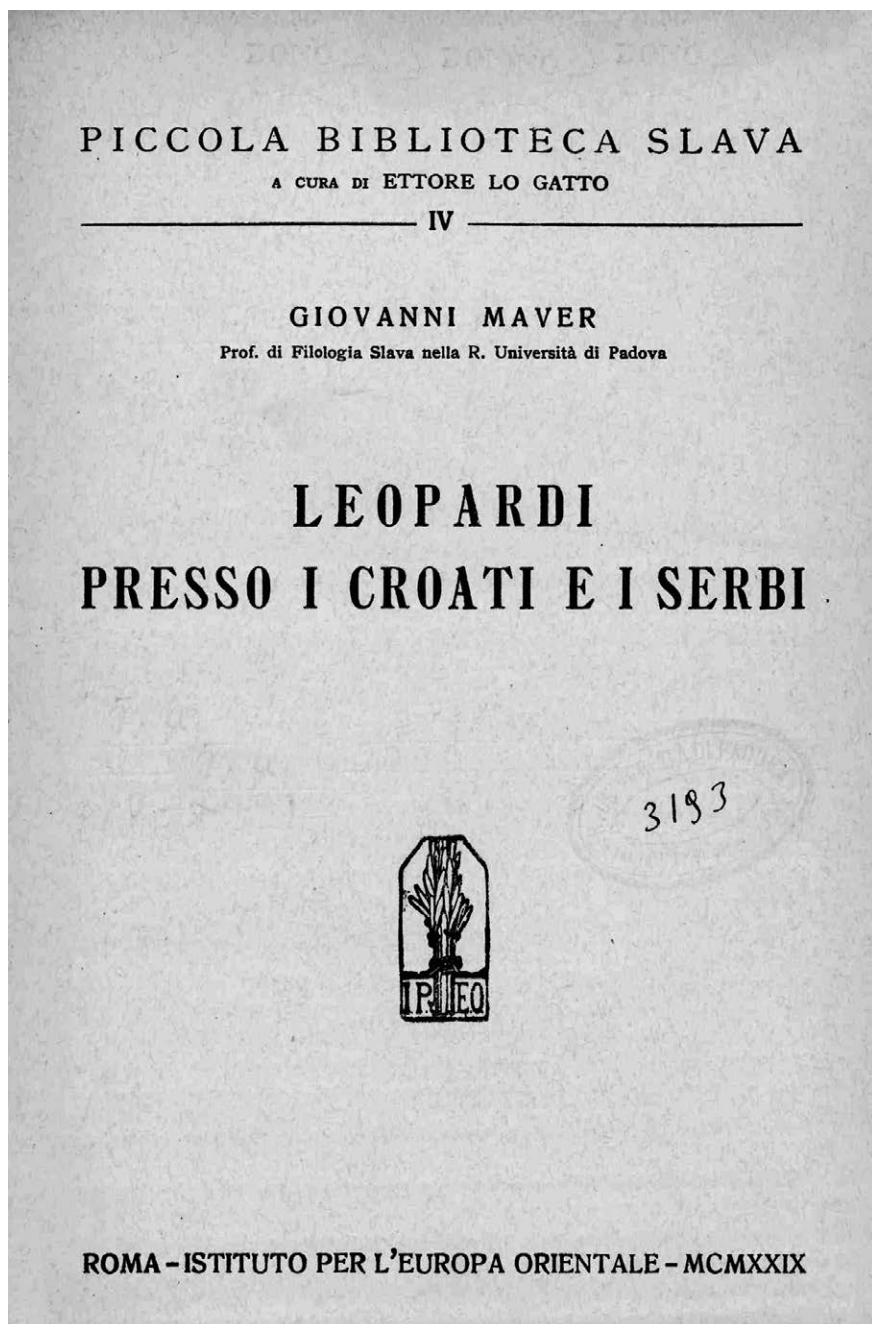 PICCOLA BIBLIOTECA SLAVA
A CURA DI ETTORE LO GATTO
IV
GIOVANNI MAVER
Prof. di Filologia Slava nella R. Università di Padova
LEOPARDI
PRESSO I CROATI E I SERBI
3193
I.P. E.O
ROMA - ISTITUTO PER L'EUROPA ORIENTALE - MCMXXIX